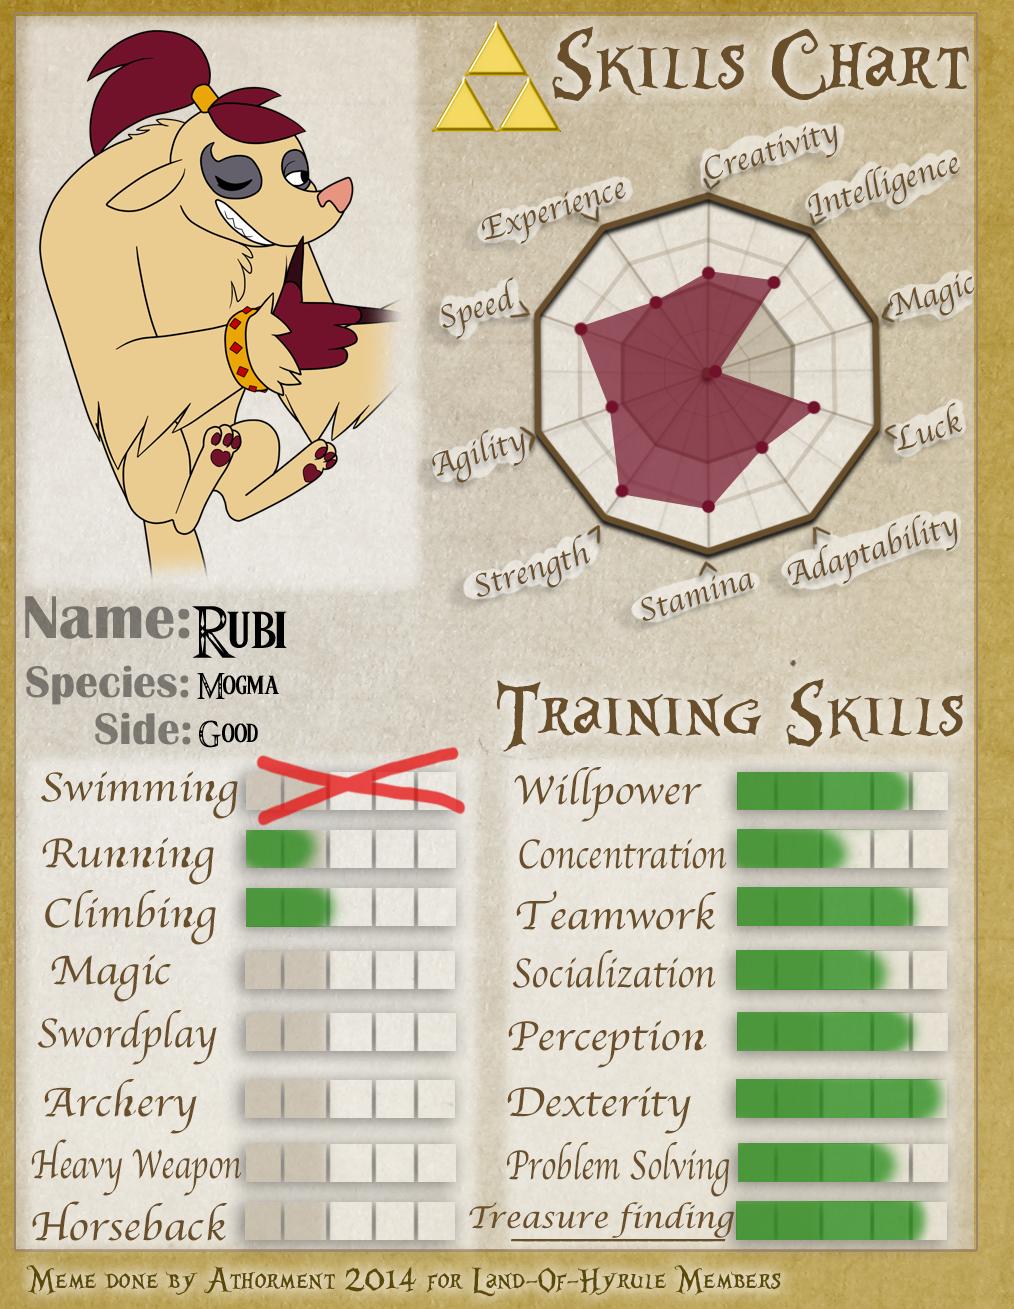 Skills Chart
Creativity
Intelligence
Experience
Magic
Speed
Luck
Agility
Strength
Stamina
Adaptability
Name: Rubi
Species: Mogma
Side: Good
Training Skills
Swimming
Willpower
Running
Concentration
Climbing
Teamwork
Magic
Socialization
Swordplay
Perception
Archery
Dexterity
Heavy Weapon
Problem Solving
Horseback
Treasure finding
Meme done by Athorment 2014 for Land-Of-Hyrule Members